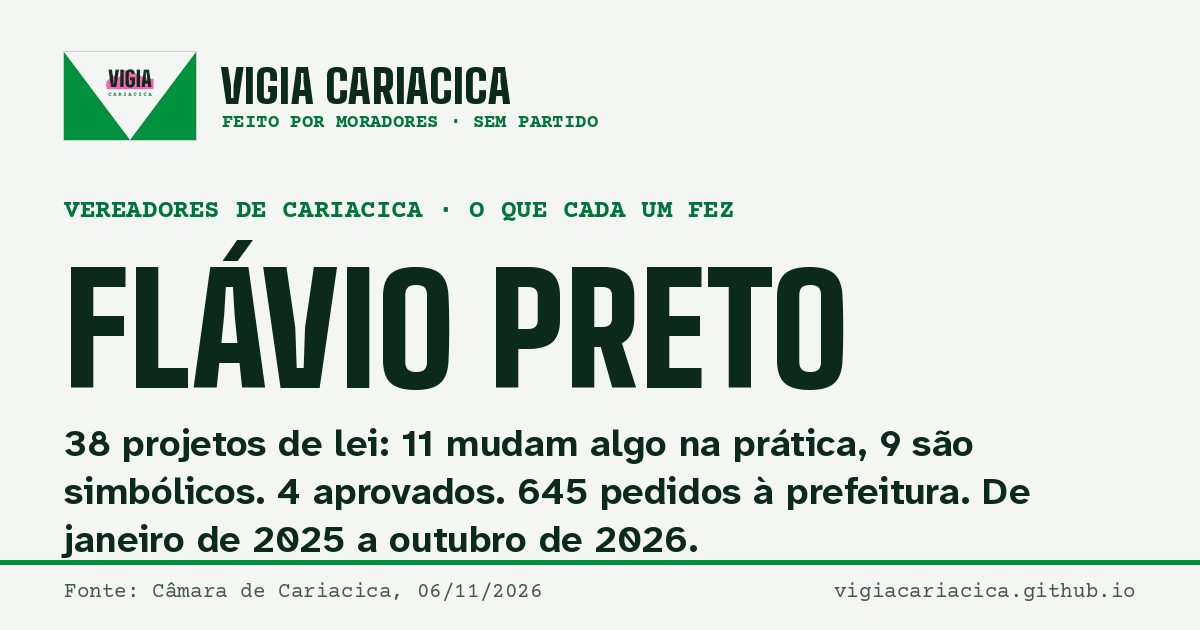 VIGIA
CARIACICA
VIGIA CARIACICA
FEITO POR MORADORES · SEM PARTIDO
VEREADORES DE CARIACICA · O QUE CADA UM FEZ
FLÁVIO PRETO
38 projetos de lei: 11 mudam algo na prática, 9 são
simbólicos. 4 aprovados. 645 pedidos à prefeitura. De
janeiro de 2025 a outubro de 2026.
Fonte: Câmara de Cariacica, 06/11/2026
vigiacariacica.github.io